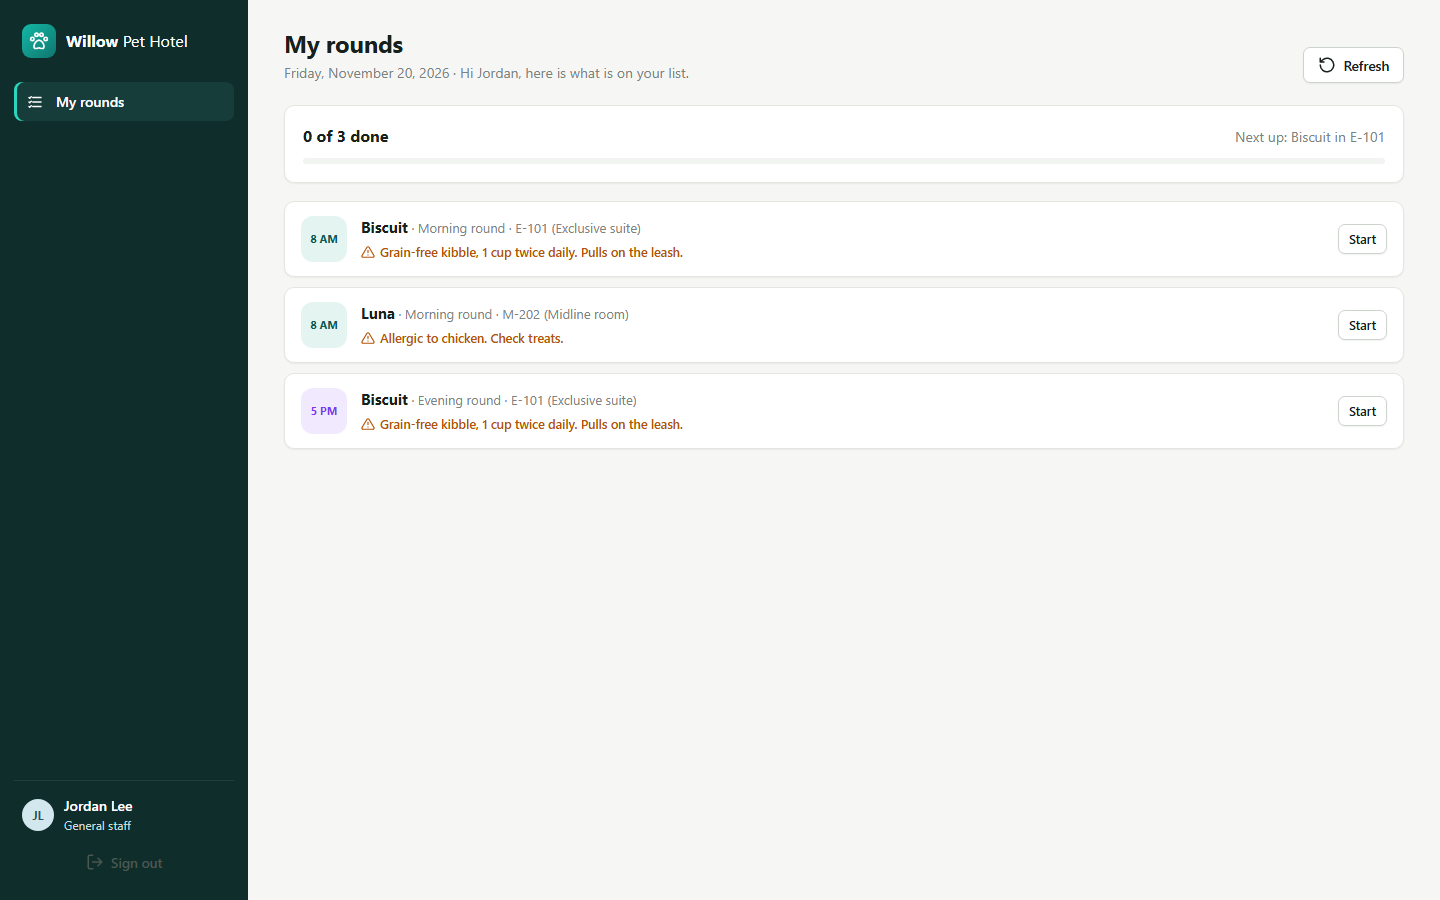 Willow Pet Hotel
My rounds
Jordan Lee
JL
General staff
Sign out
My rounds
Friday, November 20, 2026 · Hi Jordan, here is what is on your list.
Refresh
0 of 3 done
Next up: Biscuit in E-101
8 AM
Biscuit · Morning round · E-101 (Exclusive suite)
Grain-free kibble, 1 cup twice daily. Pulls on the leash.
Start
8 AM
Luna · Morning round · M-202 (Midline room)
Allergic to chicken. Check treats.
Start
5 PM
Biscuit · Evening round · E-101 (Exclusive suite)
Grain-free kibble, 1 cup twice daily. Pulls on the leash.
Start